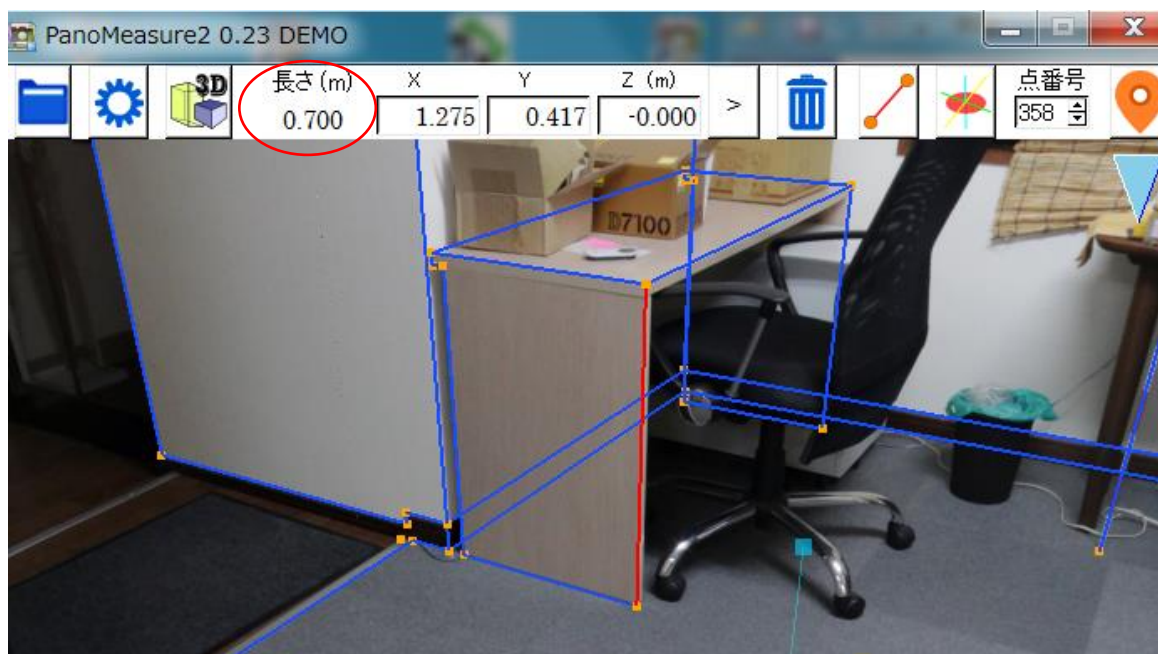 PanoMeasure2 0.23 DEMO
3D 長さ(m) X Y Z (m) 点番号
0.700 1.275 0.417 -0.000 > 358
D7100